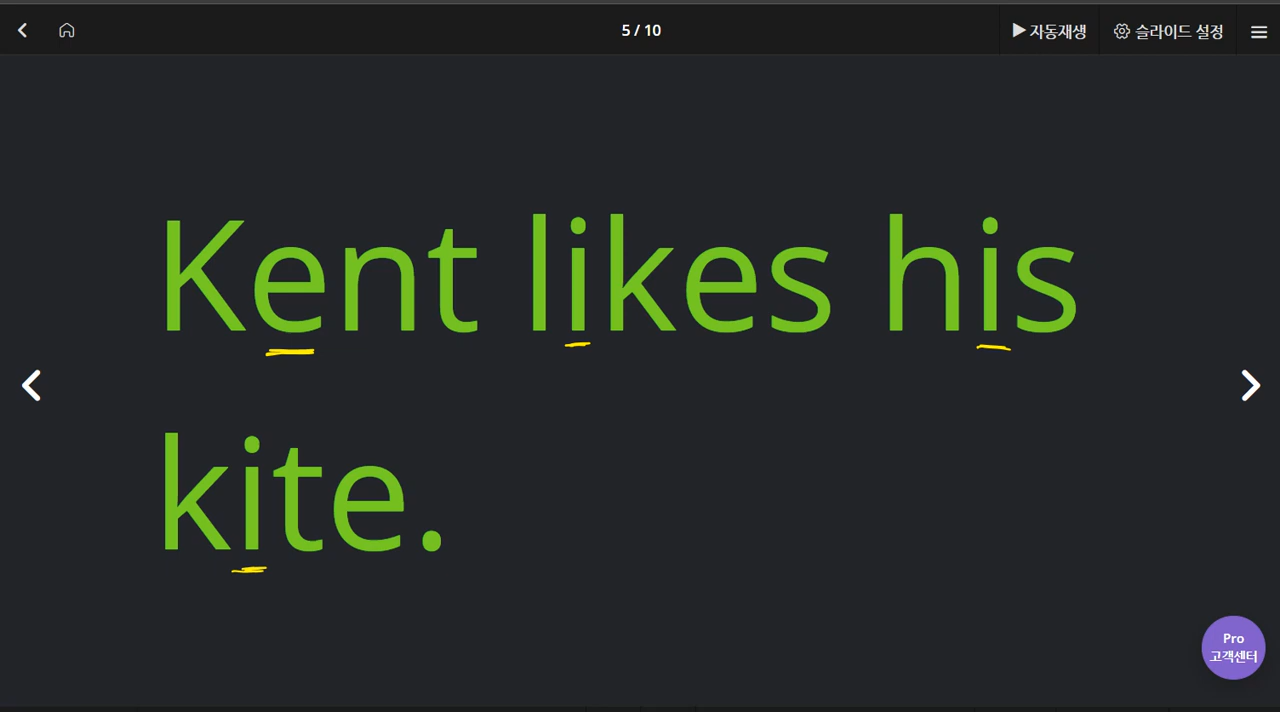 5 / 10
▶ 자동재생
슬라이드 설정
Kent likes his
kite.
Pro
고객센터